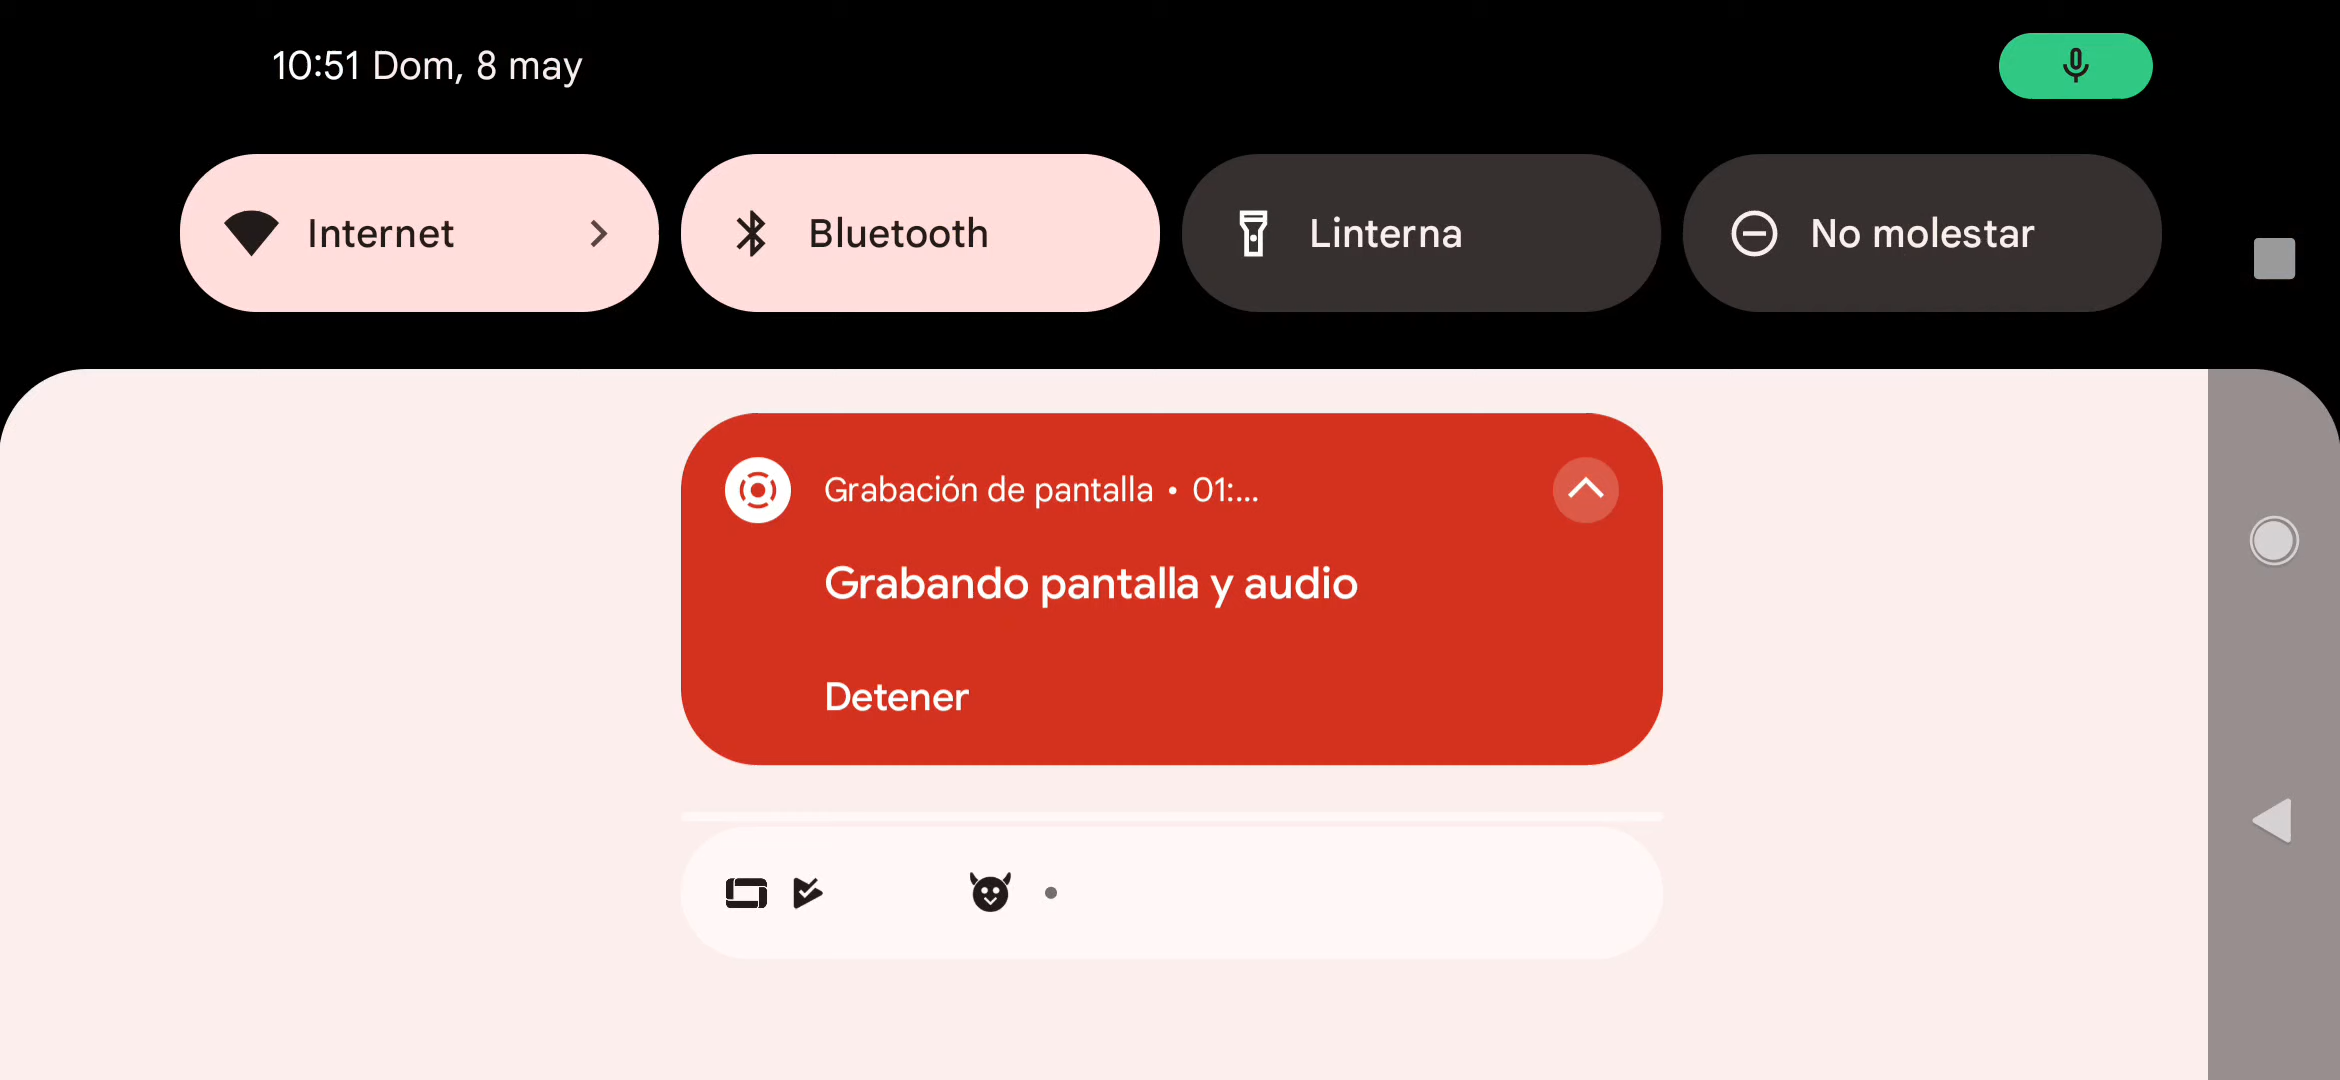 10:51 Dom, 8 may
Internet
Bluetooth
Linterna
No molestar
Grabación de pantalla • 01:...
Grabando pantalla y audio
Detener